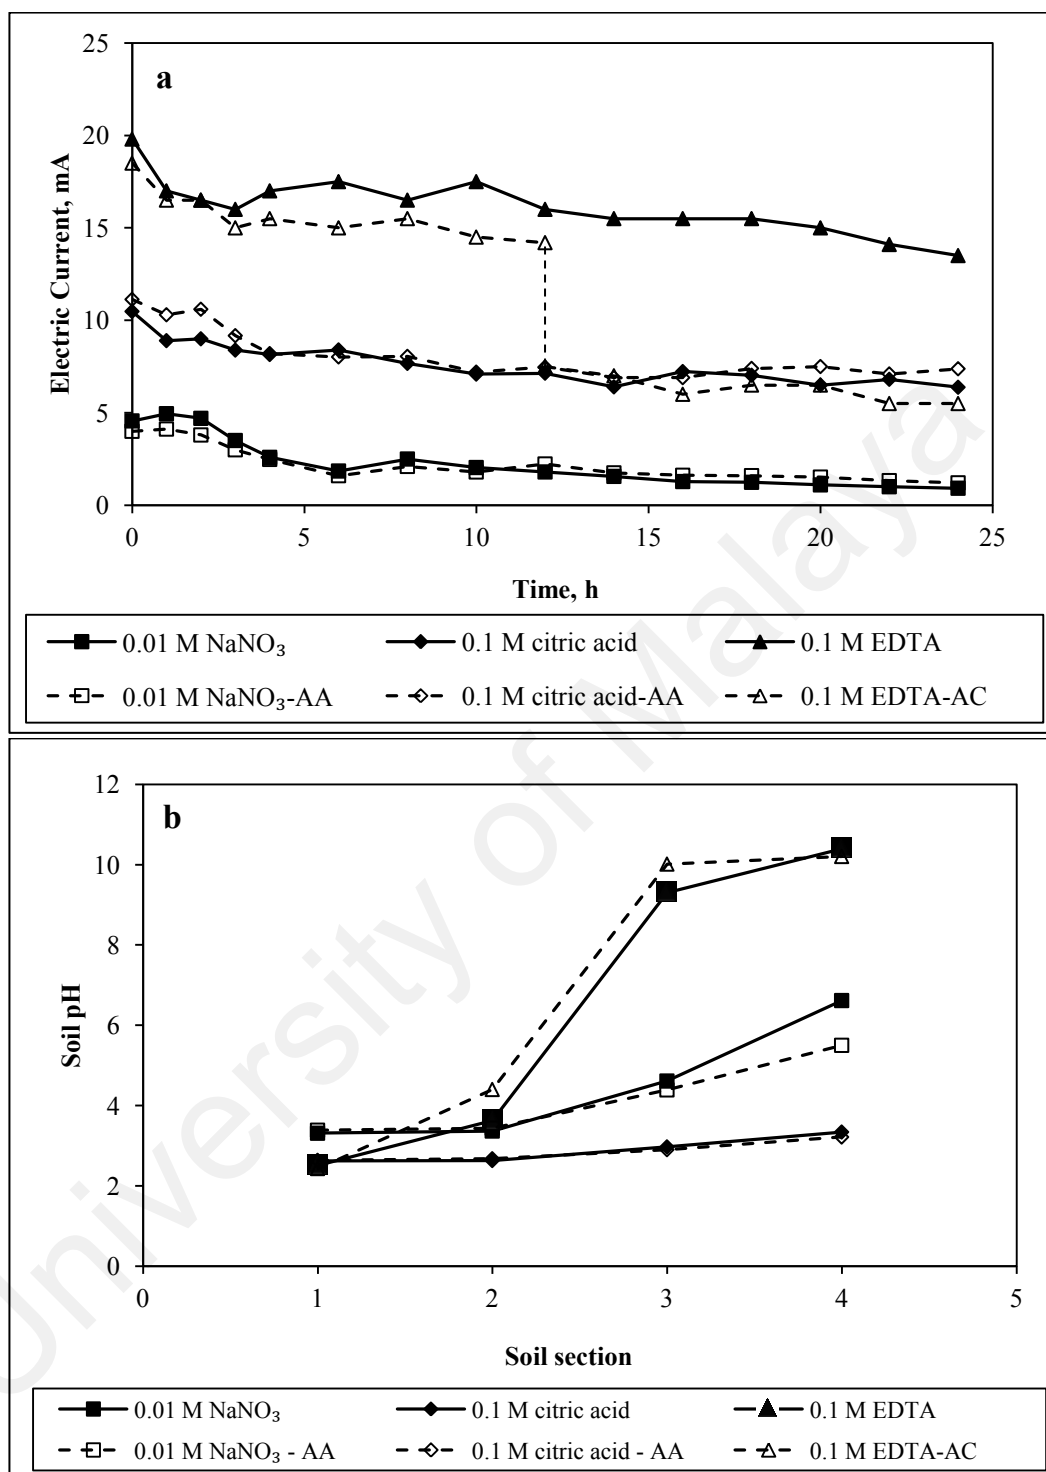 a
25
20
15
10
5
0
Electric Current, mA
0 5 10 15 20 25
Time, h
0.01 M NaNO₃ 0.1 M citric acid 0.1 M EDTA
0.01 M NaNO₃-AA 0.1 M citric acid-AA 0.1 M EDTA-AC
b
12
10
8
6
4
2
0
Soil pH
0 1 2 3 4 5
Soil section
0.01 M NaNO₃ 0.1 M citric acid 0.1 M EDTA
0.01 M NaNO₃ - AA 0.1 M citric acid - AA 0.1 M EDTA-AC
University of Malaya